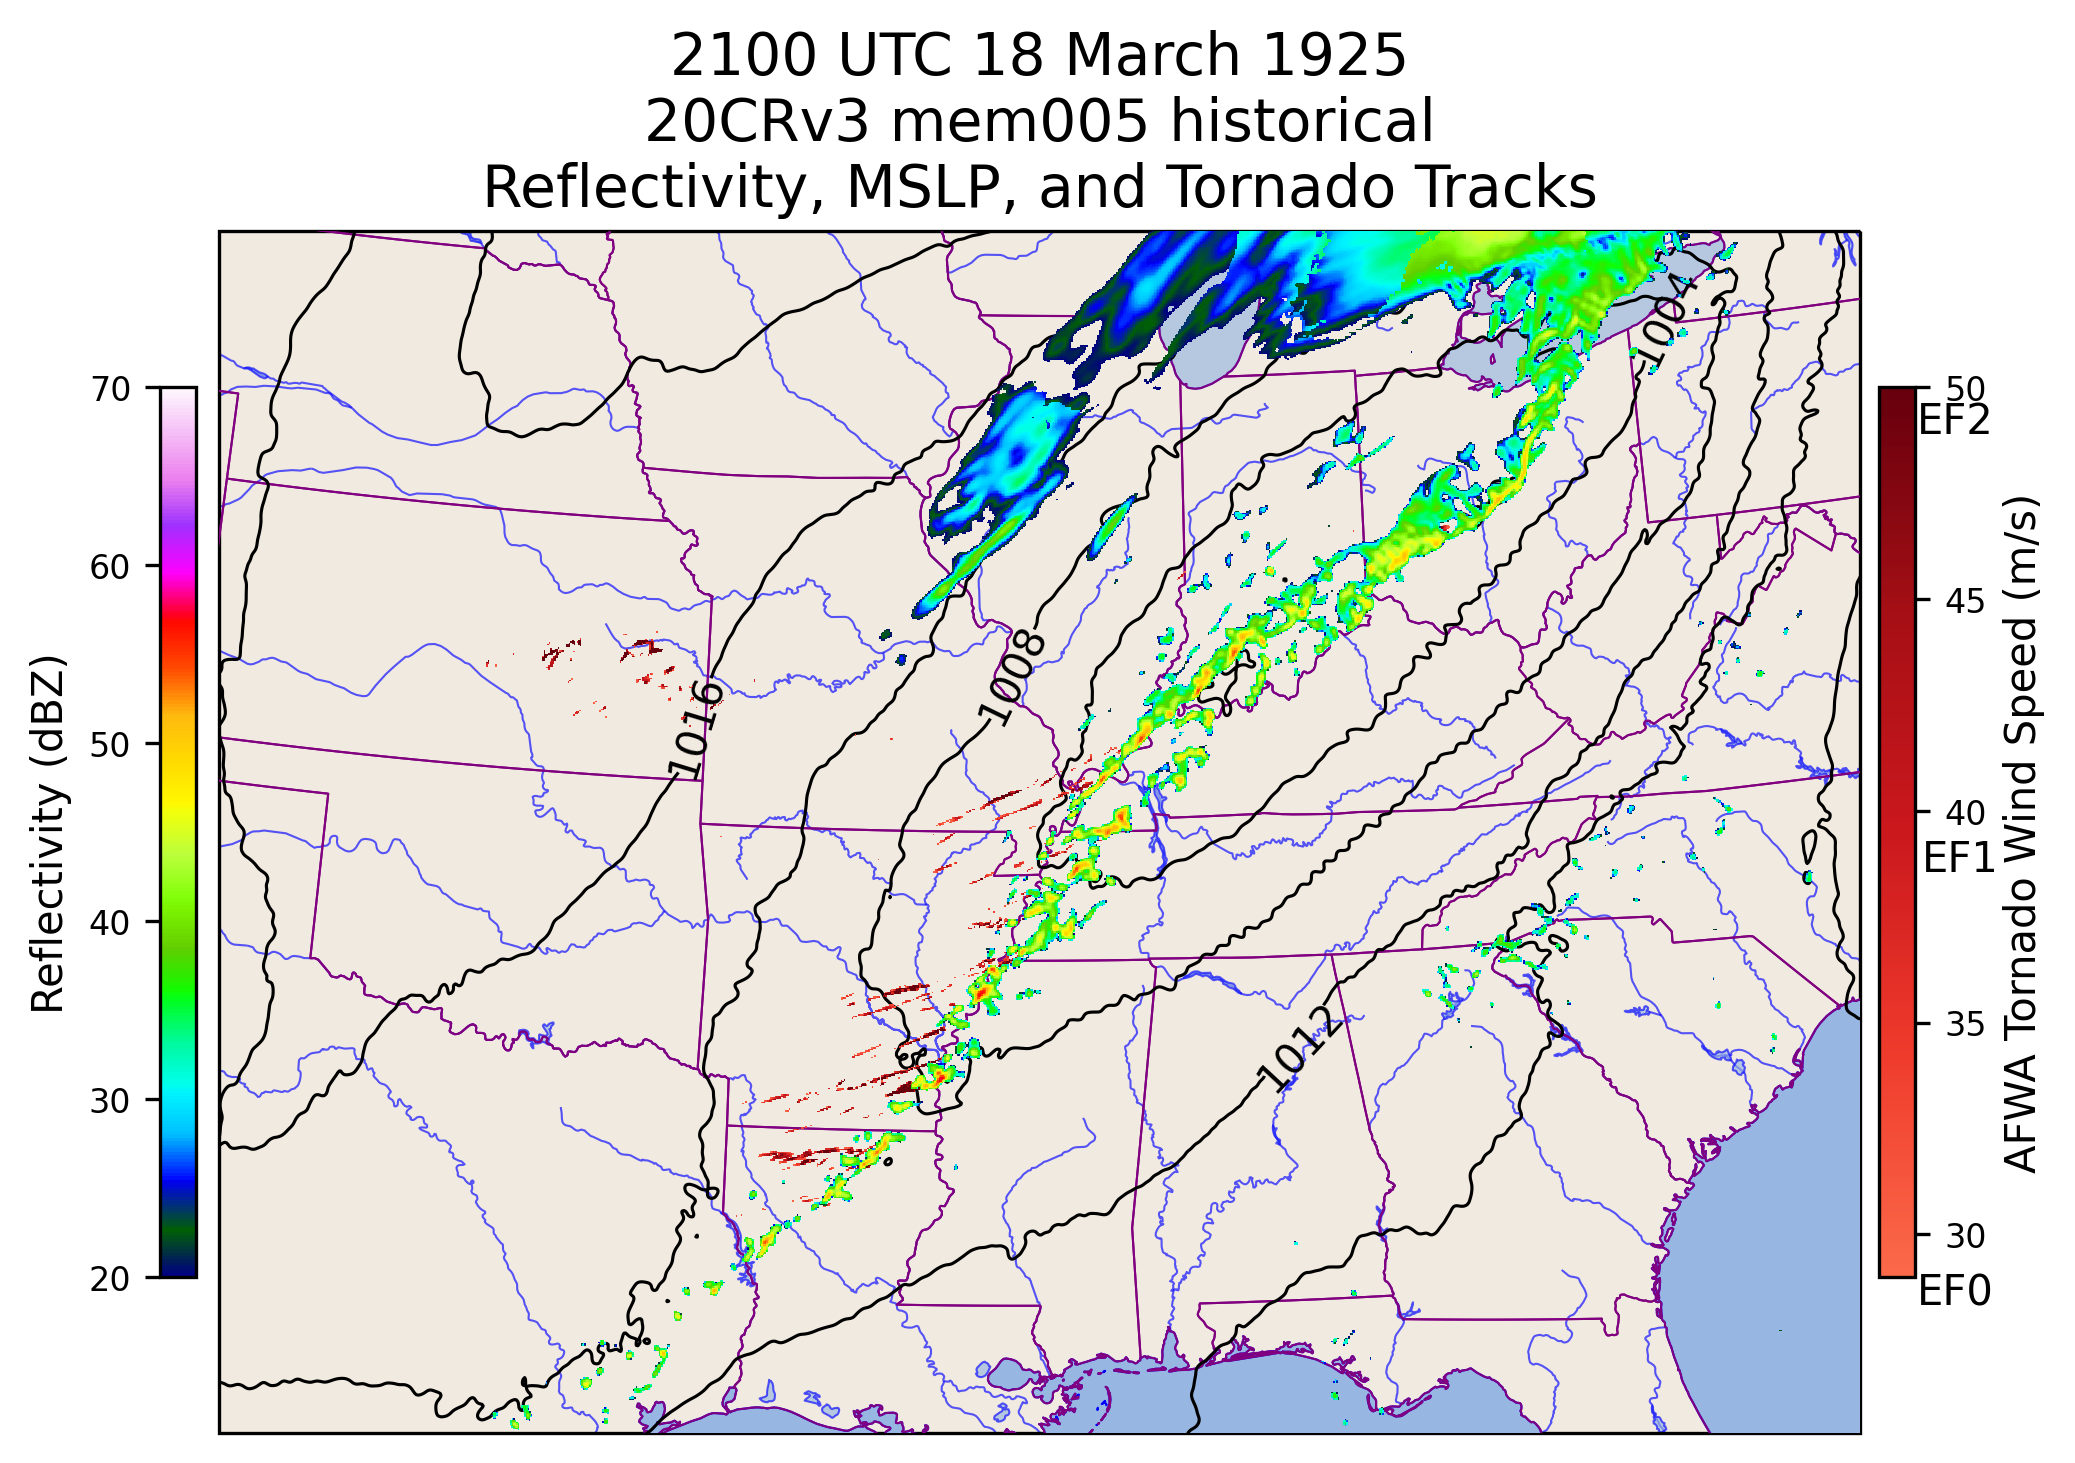 2100 UTC 18 March 1925
20CRv3 mem005 historical
Reflectivity, MSLP, and Tornado Tracks
Reflectivity (dBZ)
70
60
50
40
30
20
1004
1016
1008
1012
50
EF2
45
40
EF1
35
30
EF0
AFWA Tornado Wind Speed (m/s)